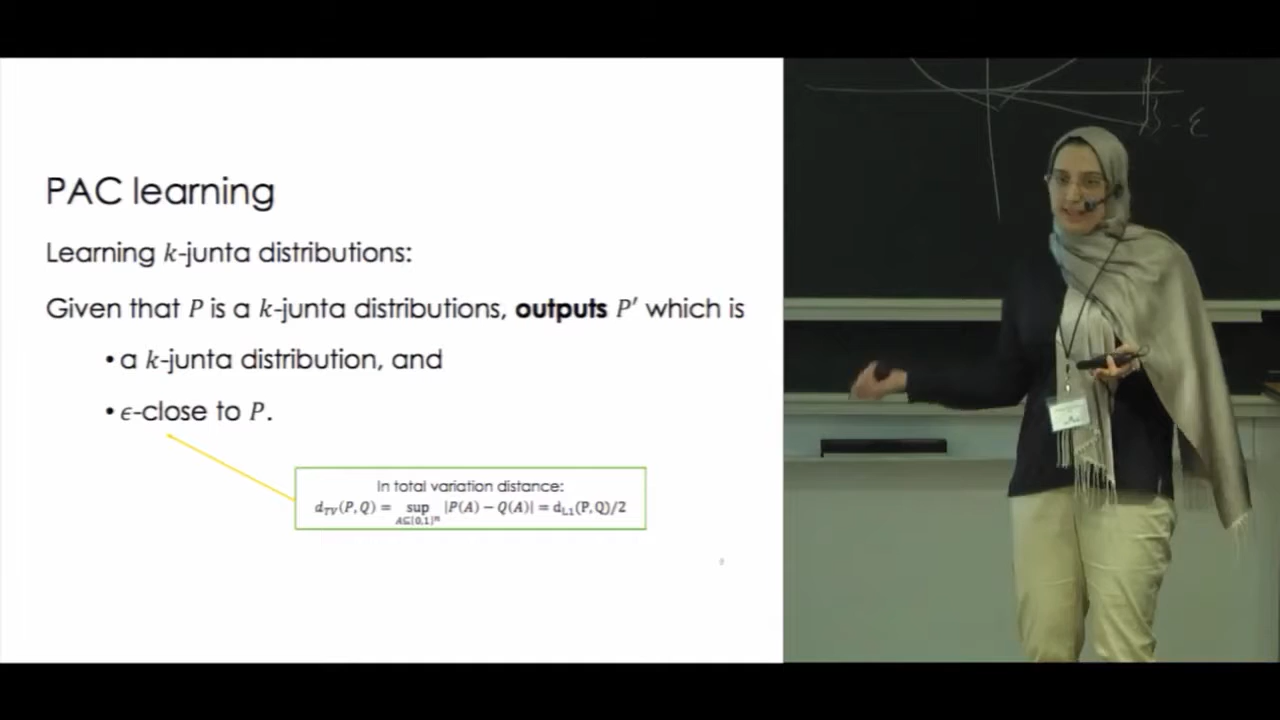 PAC learning
Learning k-junta distributions:
Given that P is a k-junta distributions, outputs P′ which is
• a k-junta distribution, and
• ϵ-close to P.
In total variation distance:
d_TV(P, Q) = sup_{A⊆{0,1}ⁿ} |P(A) − Q(A)| = d_L1(P,Q)/2
9